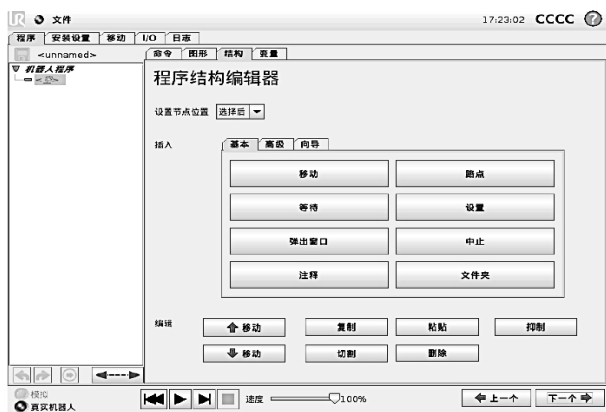 文件 17:23:02 CCCC
程序 安装设置 移动 I/O 日志
<unnamed> 命令 图形 结构 变量
机器人程序
<空>
程序结构编辑器
设置节点位置 选择后
插入 基本 高级 向导
移动 路点
等待 设置
弹出窗口 中止
注释 文件夹
编辑 移动 复制 粘贴 抑制
移动 切割 删除
模拟
真实机器人 速度 100% 上一个 下一个